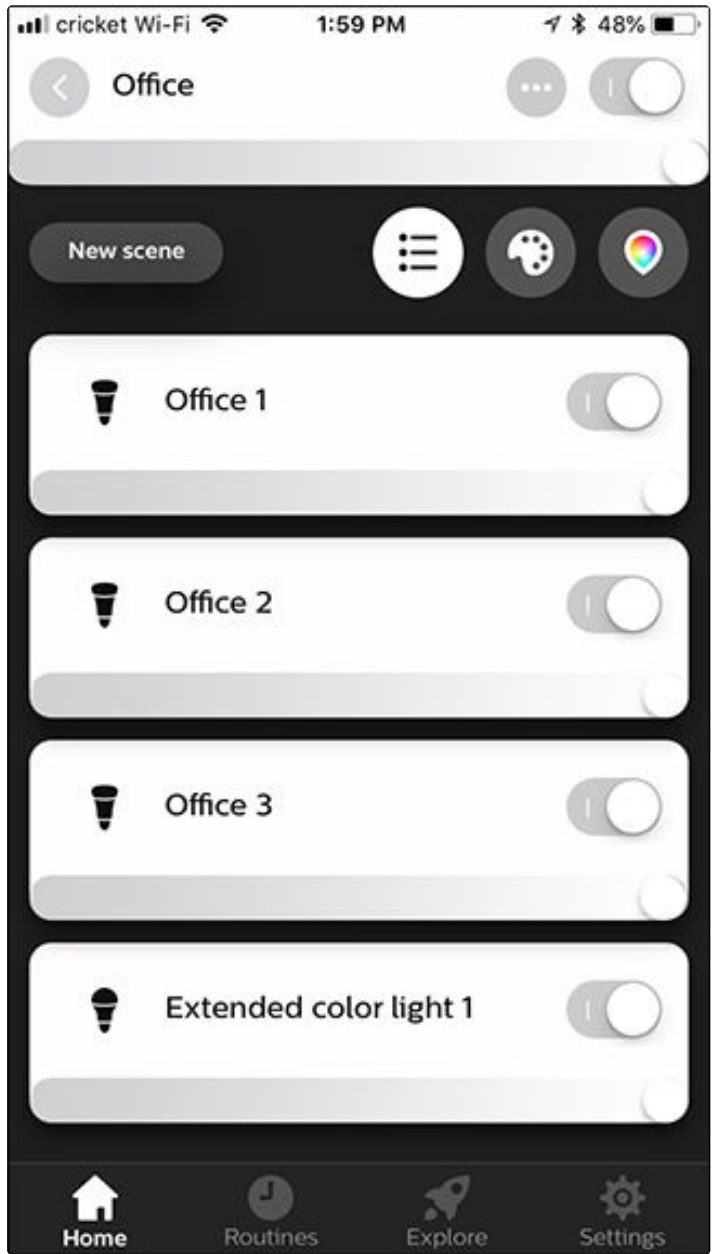 cricket Wi-Fi 1:59 PM 48%
Office
New scene
Office 1
Office 2
Office 3
Extended color light 1
Home Routines Explore Settings